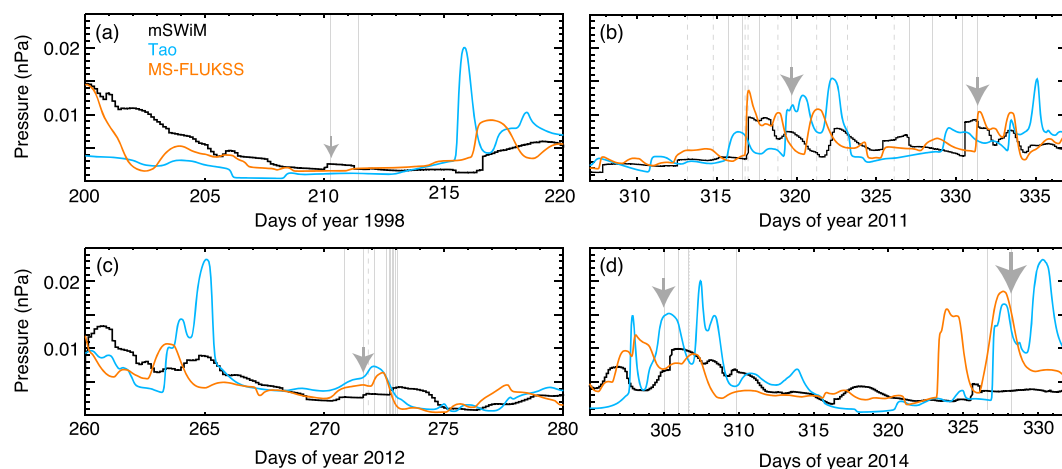 (a)
mSWiM
Tao
MS-FLUKSS
Pressure (nPa)
0.02
0.01
200
205
210
215
220
Days of year 1998
(b)
310
315
320
325
330
335
Days of year 2011
(c)
Pressure (nPa)
0.02
0.01
260
265
270
275
280
Days of year 2012
(d)
305
310
315
320
325
330
Days of year 2014